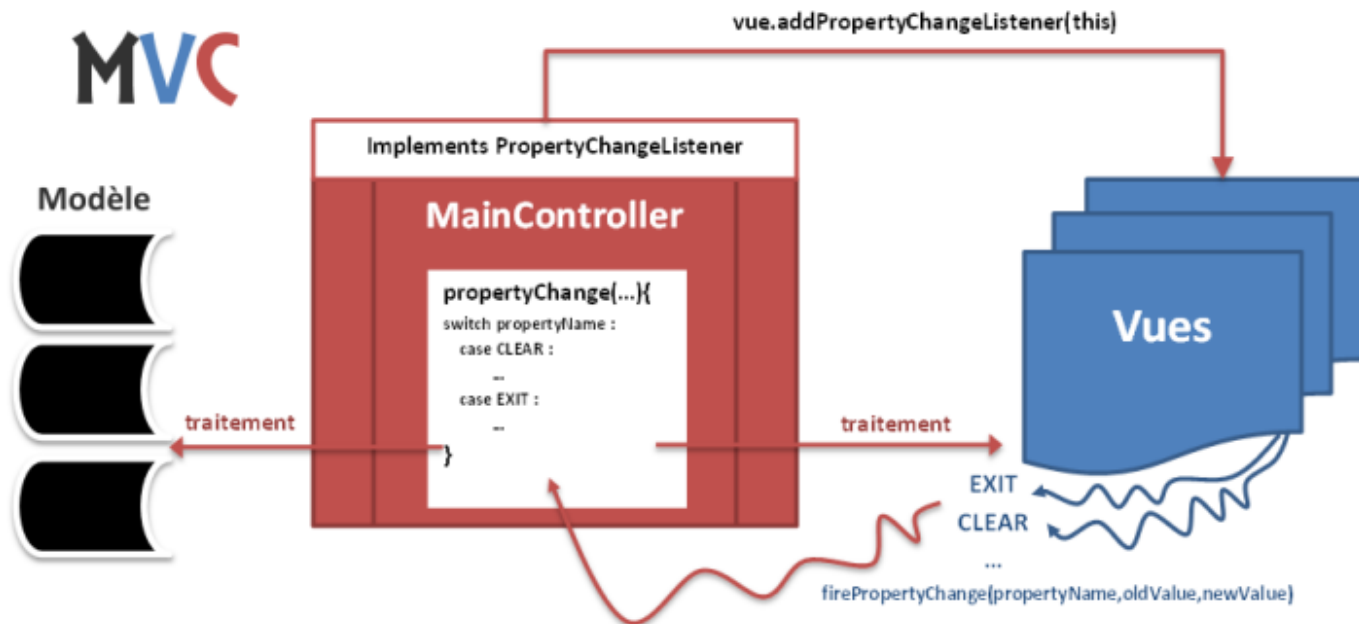 vue.addPropertyChangeListener(this)
MVC
Implements PropertyChangeListener
Modèle
MainController
propertyChange(...){
switch propertyName :
case CLEAR :
...
case EXIT :
...
}
traitement
traitement
Vues
EXIT
CLEAR
...
firePropertyChange(propertyName,oldValue,newValue)